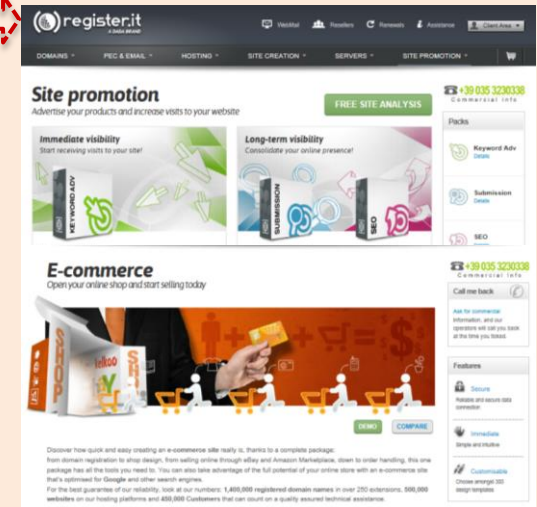 register.it
A DADA BRAND
WebMail Resellers Renewals Assistance Client Area
DOMAINS PEC & EMAIL HOSTING SITE CREATION SERVERS SITE PROMOTION
Site promotion
Advertise your products and increase visits to your website
FREE SITE ANALYSIS
+39 035 3230338
Commercial Info
Immediate visibility
Start receiving visits to your site!
KEYWORD ADV
Long-term visibility
Consolidate your online presence!
SUBMISSION
SEO
Packs
Keyword Adv
Details
Submission
Details
SEO
E-commerce
Open your online shop and start selling today
SHOP
DEMO
COMPARE
Discover how quick and easy creating an e-commerce site really is, thanks to a complete package:
from domain registration to shop design, from selling online through eBay and Amazon Marketplace, down to order handling, this one
package has all the tools you need to. You can also take advantage of the full potential of your online store with an e-commerce site
that's optimised for Google and other search engines.
For the best guarantee of our reliability, look at our numbers: 1,400,000 registered domain names in over 250 extensions, 500,000
websites on our hosting platforms and 450,000 Customers that can count on a quality assured technical assistance.
+39 035 3230338
Commercial Info
Call me back
Ask for commercial
information, and our
operators will call you back
at the time you
Features
Secure
Reliable and secure data
connection.
Immediate
Simple and intuitive.
Customisable
Choose amongst
design templates